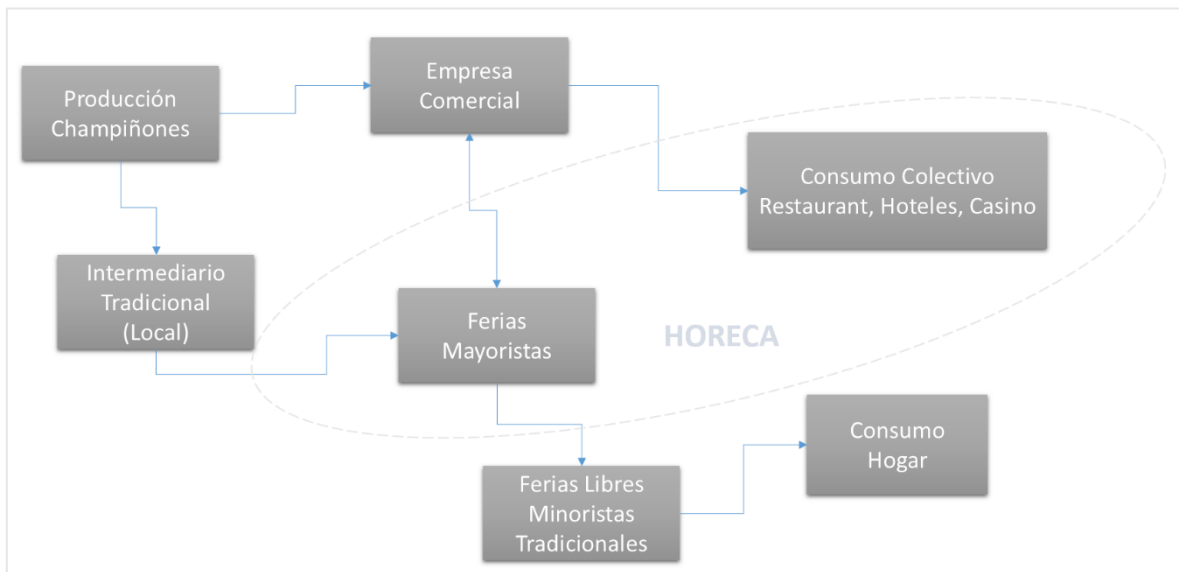 Producción
Champiñones
Empresa
Comercial
Consumo Colectivo
Restaurant, Hoteles, Casino
Intermediario
Tradicional
(Local)
Ferias
Mayoristas
HORECA
Consumo
Hogar
Ferias Libres
Minoristas
Tradicionales